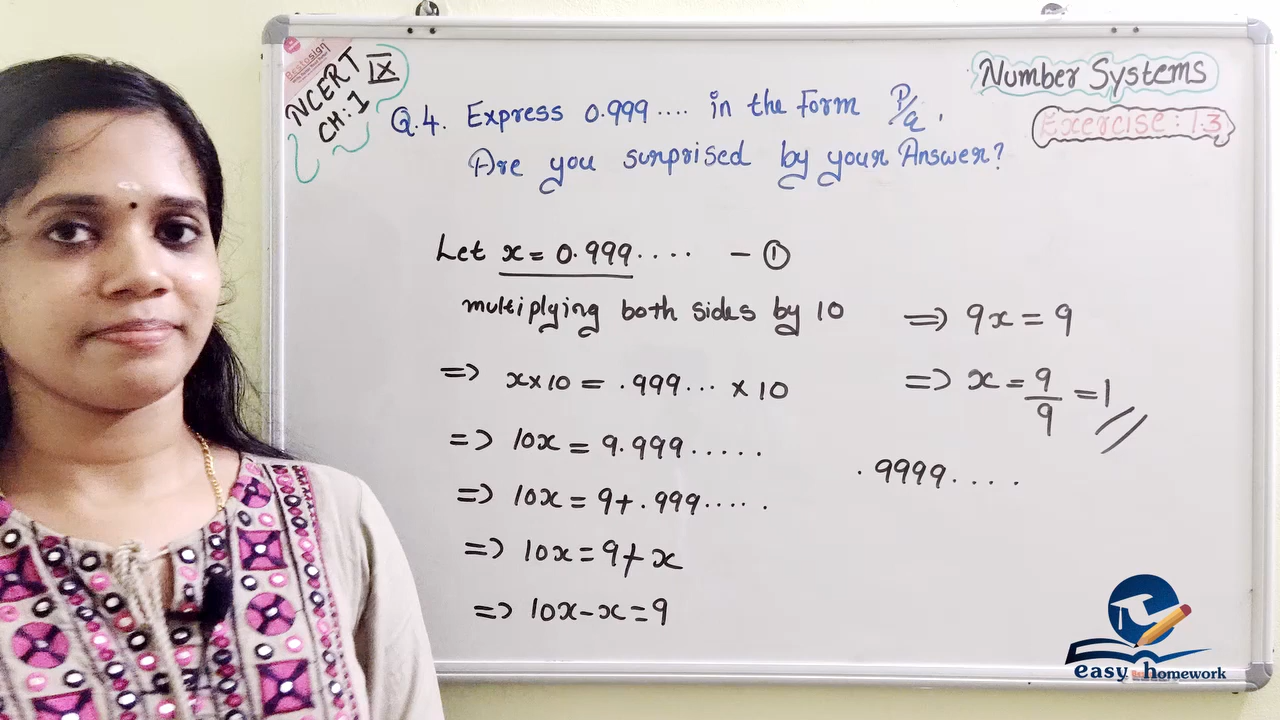 Bestosign
NCERT IX
CH:1
Number Systems
Exercise: 1.3
Q.4. Express 0.999.... in the Form P/q.
Are you surprised by your Answer?
Let x = 0.999.... - ①
multiplying both sides by 10
=> x×10 = .999... × 10
=> 10x = 9.999.....
=> 10x = 9+.999.....
=> 10x = 9+x
=> 10x-x=9
=> 9x = 9
=> x = 9/9 = 1 //
.9999....
easy to homework